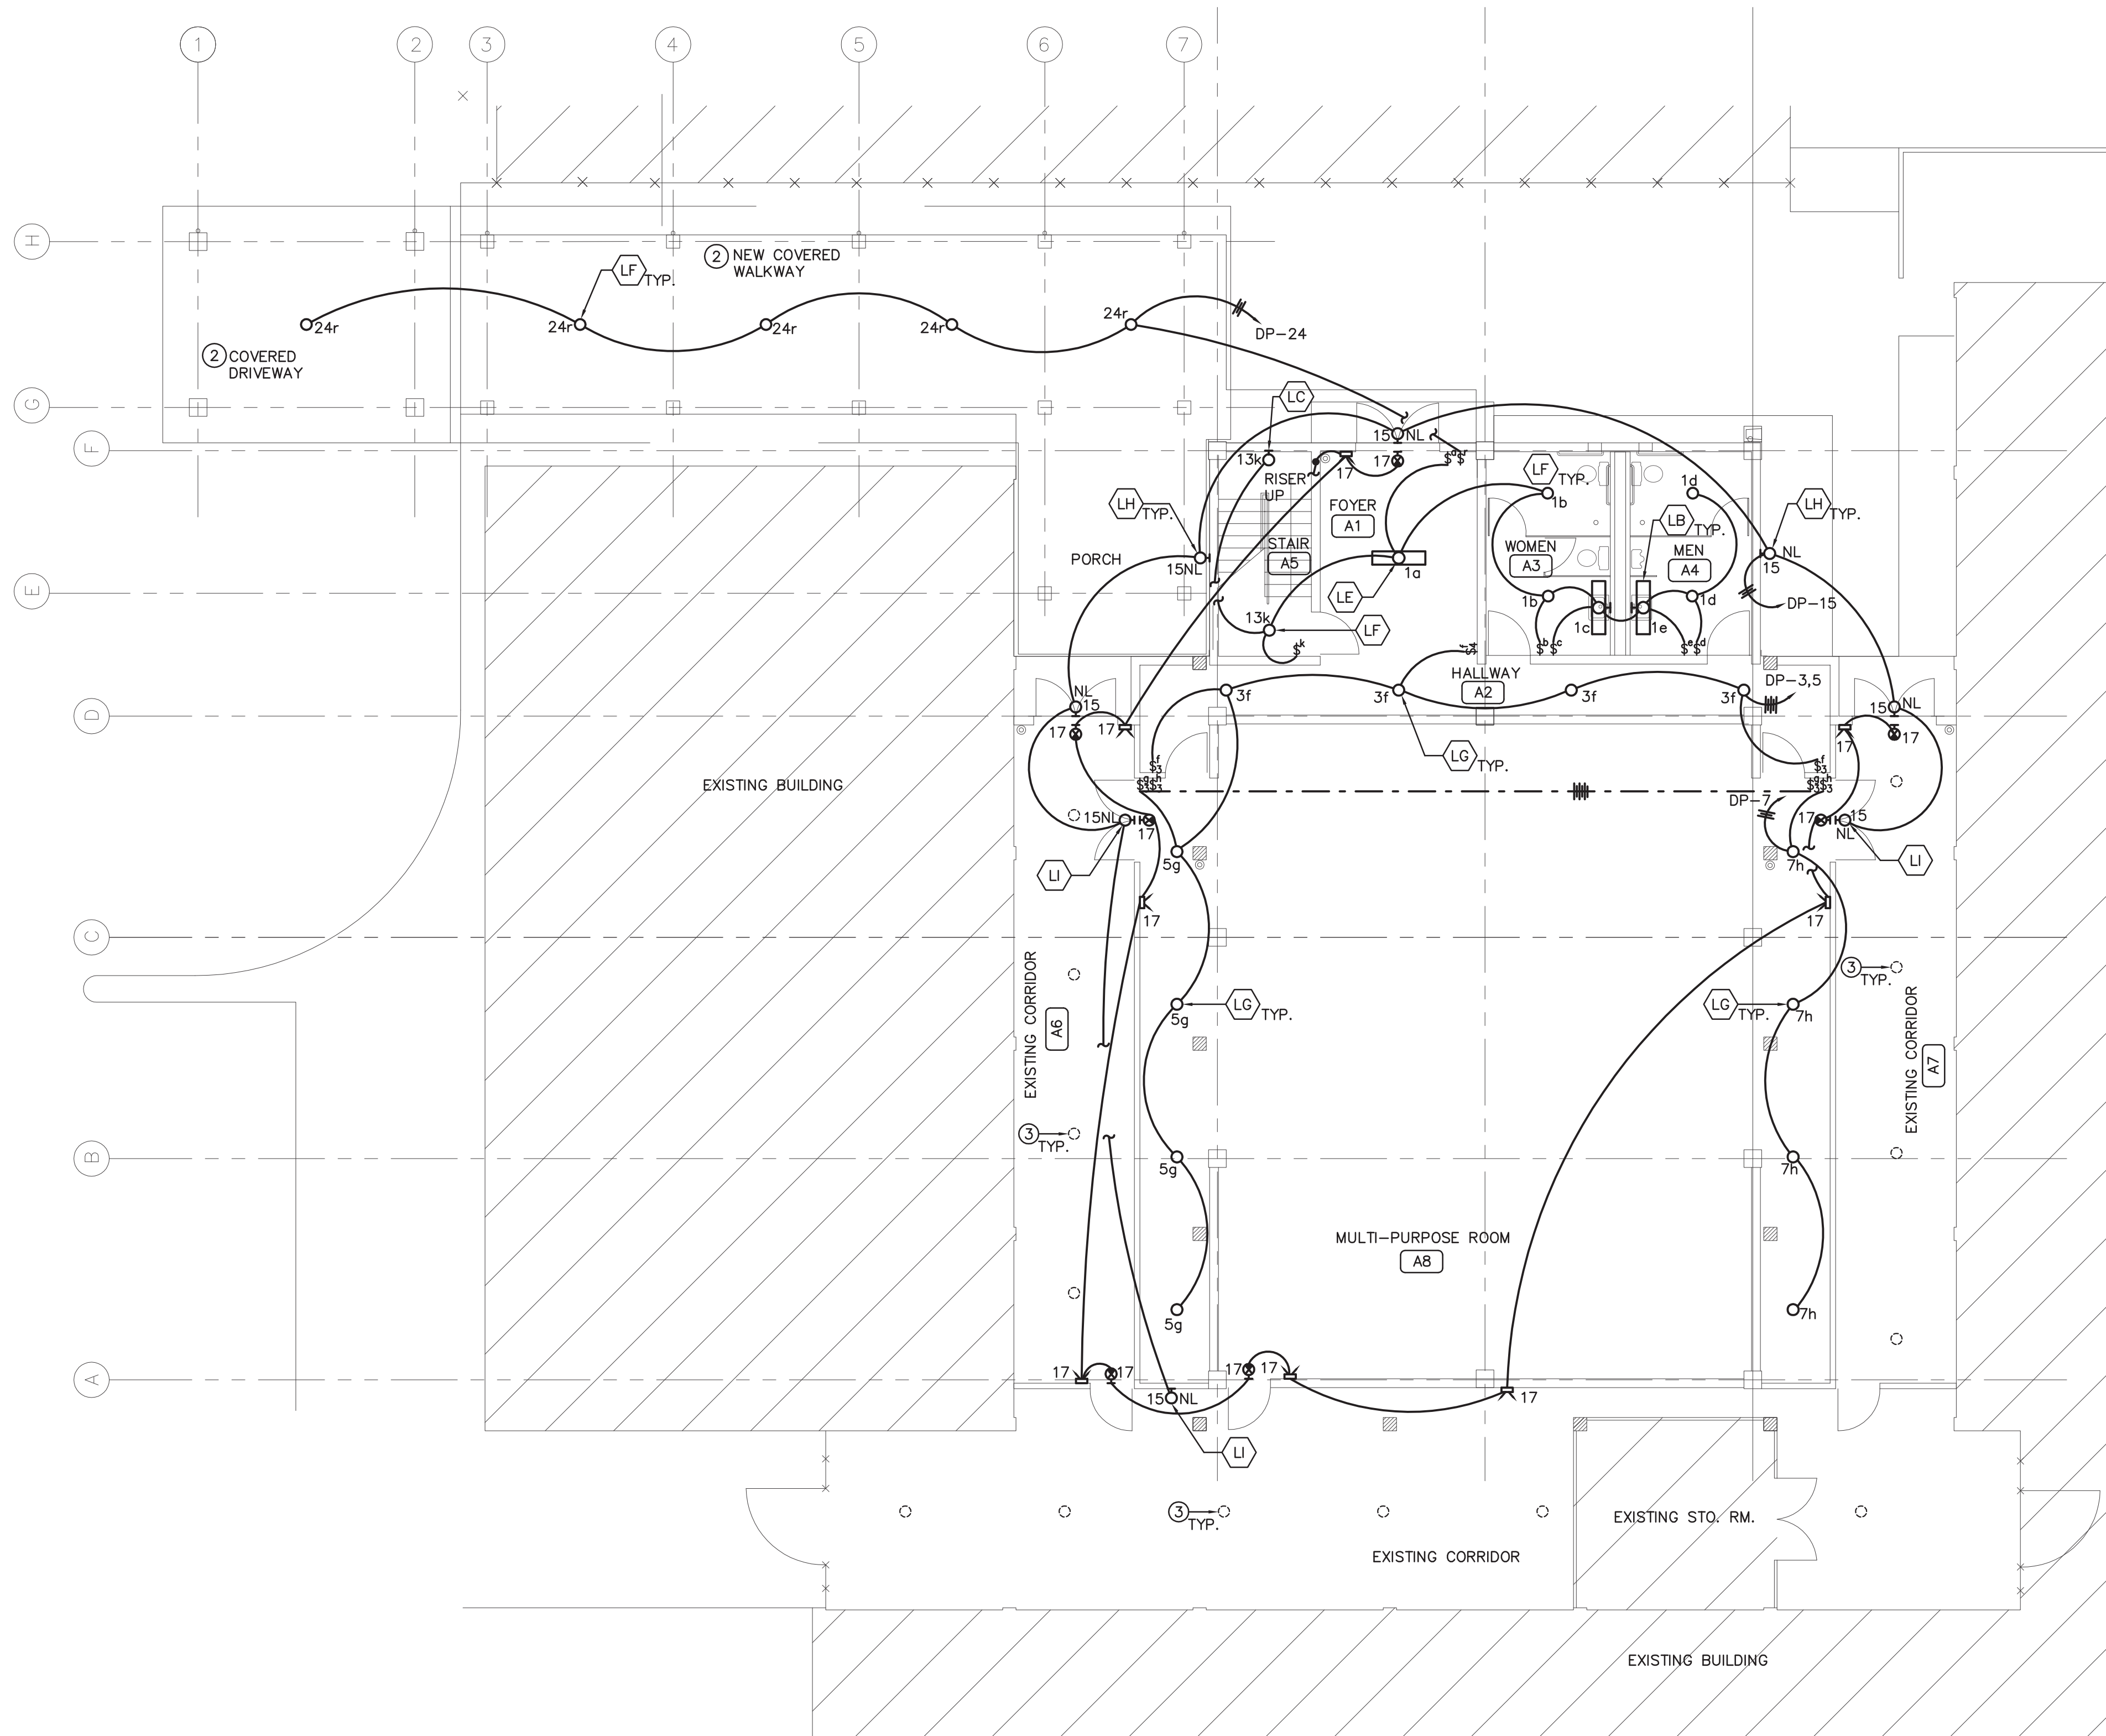 1
2
3
4
5
6
7
H
2 NEW COVERED
WALKWAY
LF
TYP.
24r
24r
24r
24r
24r
DP-24
2 COVERED
DRIVEWAY
G
LC
F
15 NL
13k
17
17
$q $r
RISER
UP
LF
TYP.
1b
1d
LH
TYP.
FOYER
A1
LB
TYP.
LH
TYP.
PORCH
15NL
STAIR
A5
1a
WOMEN
A3
MEN
A4
NL
15
E
LE
1b
1d
DP-15
13k
LF
1c
1e
$k
$b $c
$e $d
HALLWAY
A2
DP-3,5
NL
15
3f
3f
3f
3f
15 NL
D
17
17
17
17
LG
TYP.
$3f
$3f
EXISTING BUILDING
$3g $3h
$3g $3h
DP-7
15NL
17
17
15
NL
LI
5g
7h
LI
17
17
C
3
TYP.
EXISTING CORRIDOR
A6
5g
LG
TYP.
LG
TYP.
7h
EXISTING CORRIDOR
A7
3
TYP.
B
5g
7h
MULTI-PURPOSE ROOM
A8
5g
7h
A
17
17
17
17
15 NL
17
LI
3
TYP.
EXISTING STO. RM.
EXISTING CORRIDOR
EXISTING BUILDING